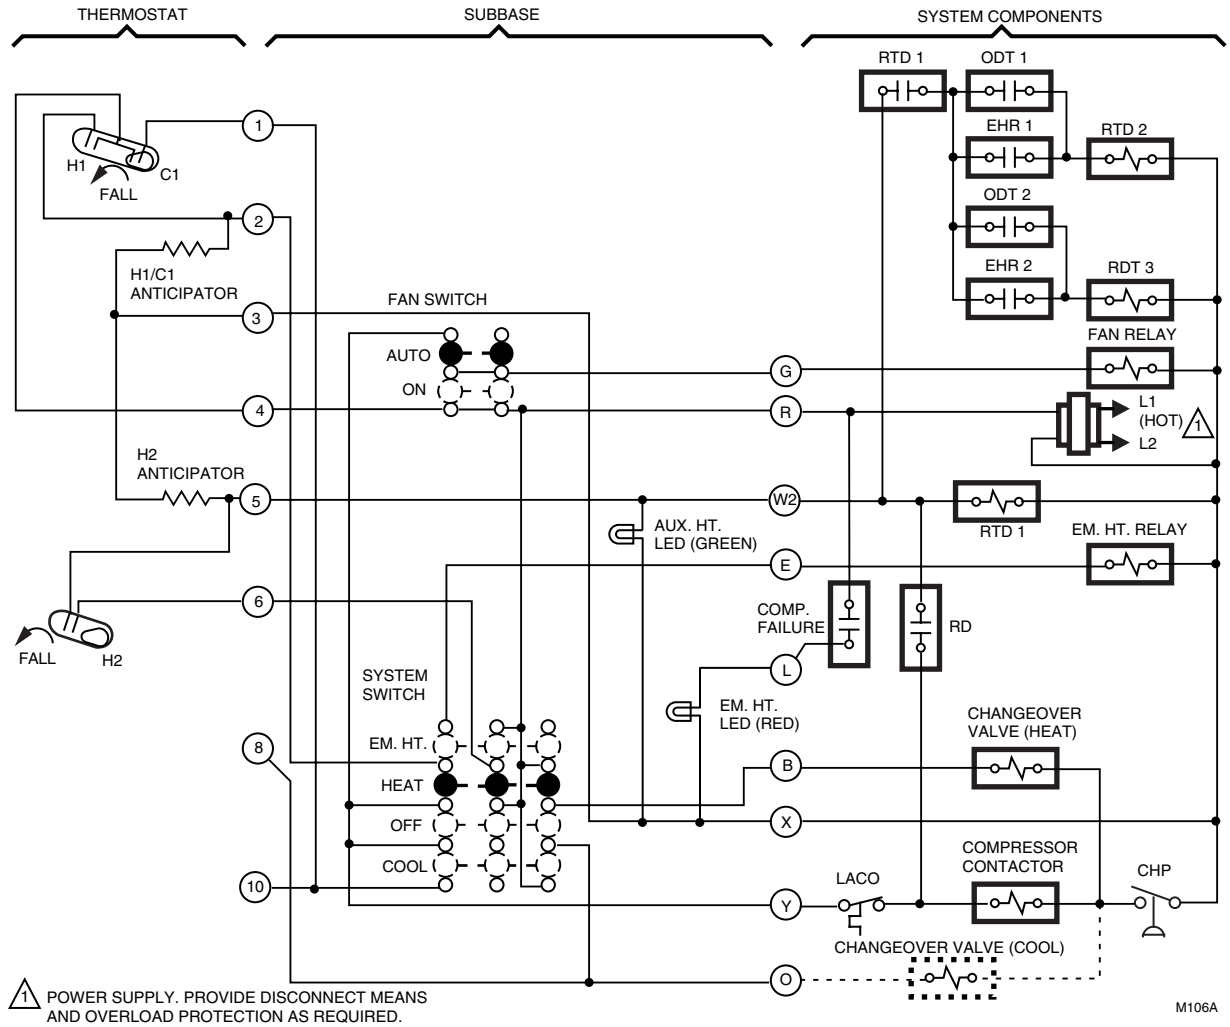 THERMOSTAT
SUBBASE
SYSTEM COMPONENTS
RTD 1
ODT 1
EHR 1
RTD 2
ODT 2
EHR 2
RDT 3
H1
C1
FALL
1
2
H1/C1
ANTICIPATOR
3
FAN SWITCH
AUTO
ON
FAN RELAY
G
4
R
L1
(HOT)
1
L2
H2
ANTICIPATOR
5
W2
RTD 1
AUX. HT.
LED (GREEN)
EM. HT. RELAY
E
6
COMP.
FAILURE
RD
FALL
H2
L
SYSTEM
SWITCH
EM. HT.
LED (RED)
CHANGEOVER
VALVE (HEAT)
8
EM. HT.
HEAT
OFF
COOL
B
X
10
COMPRESSOR
CONTACTOR
LACO
CHP
Y
CHANGEOVER VALVE (COOL)
O
1
POWER SUPPLY. PROVIDE DISCONNECT MEANS
AND OVERLOAD PROTECTION AS REQUIRED.
M106A